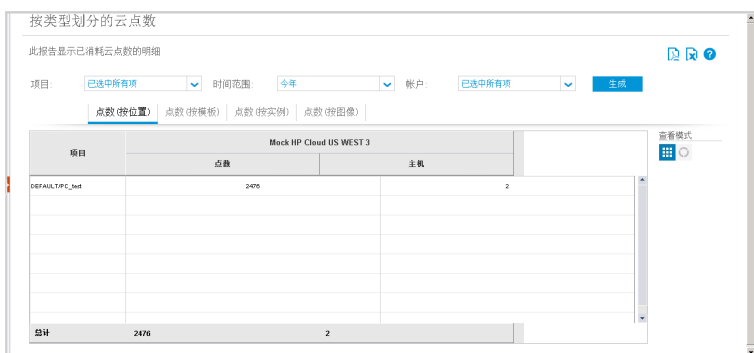 按类型划分的云点数
此报告显示已消耗云点数的明细
项目: 已选中所有项 时间范围: 今年 帐户: 已选中所有项 生成
点数(按位置) 点数(按模板) 点数(按实例) 点数(按图像)
查看模式
项目 Mock HP Cloud US WEST 3
点数 主机
DEFAULT/PC_test 2476 2
总计 2476 2